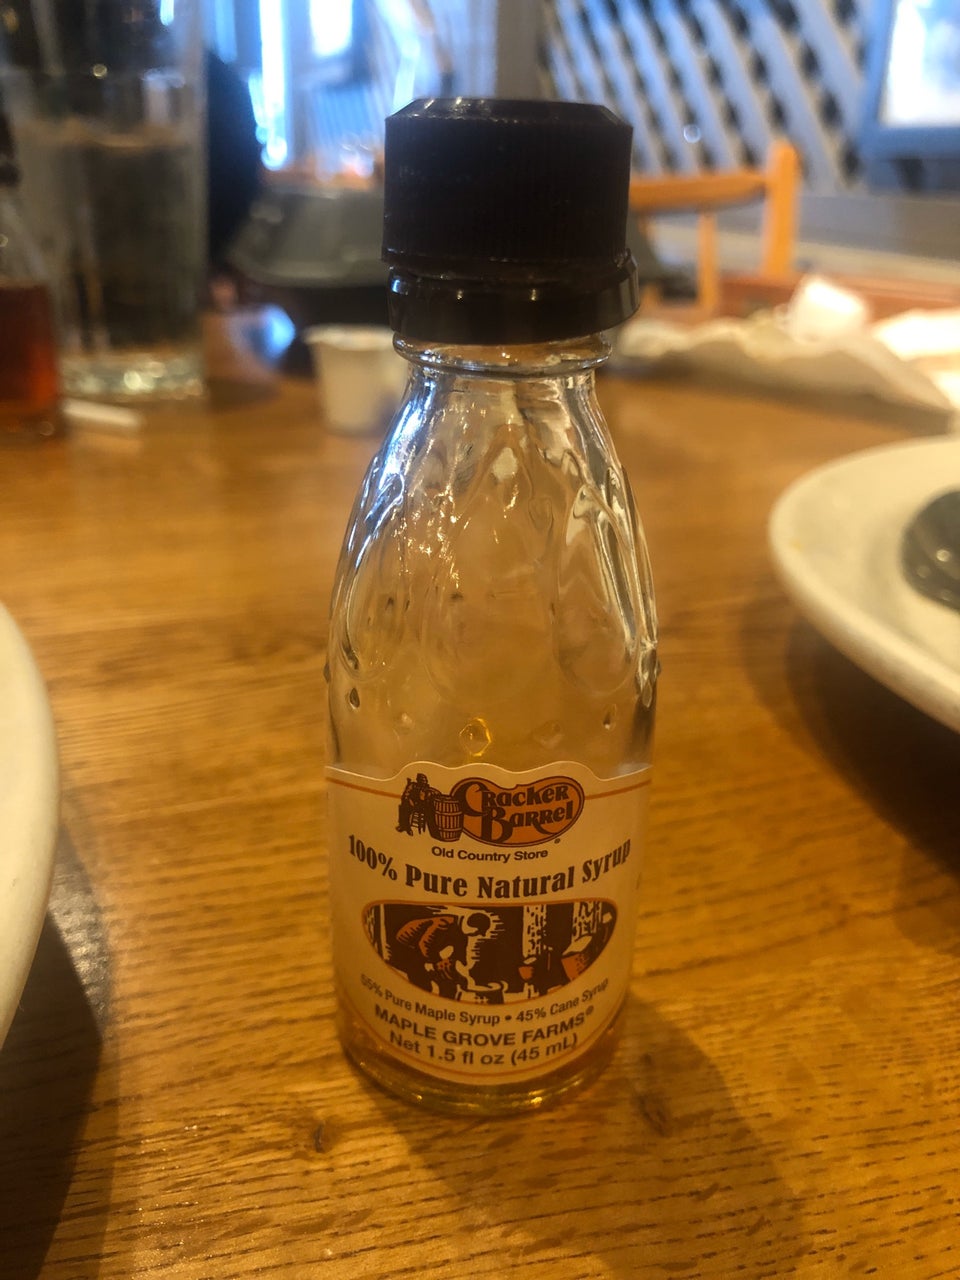 Cracker
Barrel
Old Country Store
100% Pure Natural Syrup
55% Pure Maple Syrup • 45% Cane Syrup
MAPLE GROVE FARMS®
Net 1.5 fl oz (45 mL)